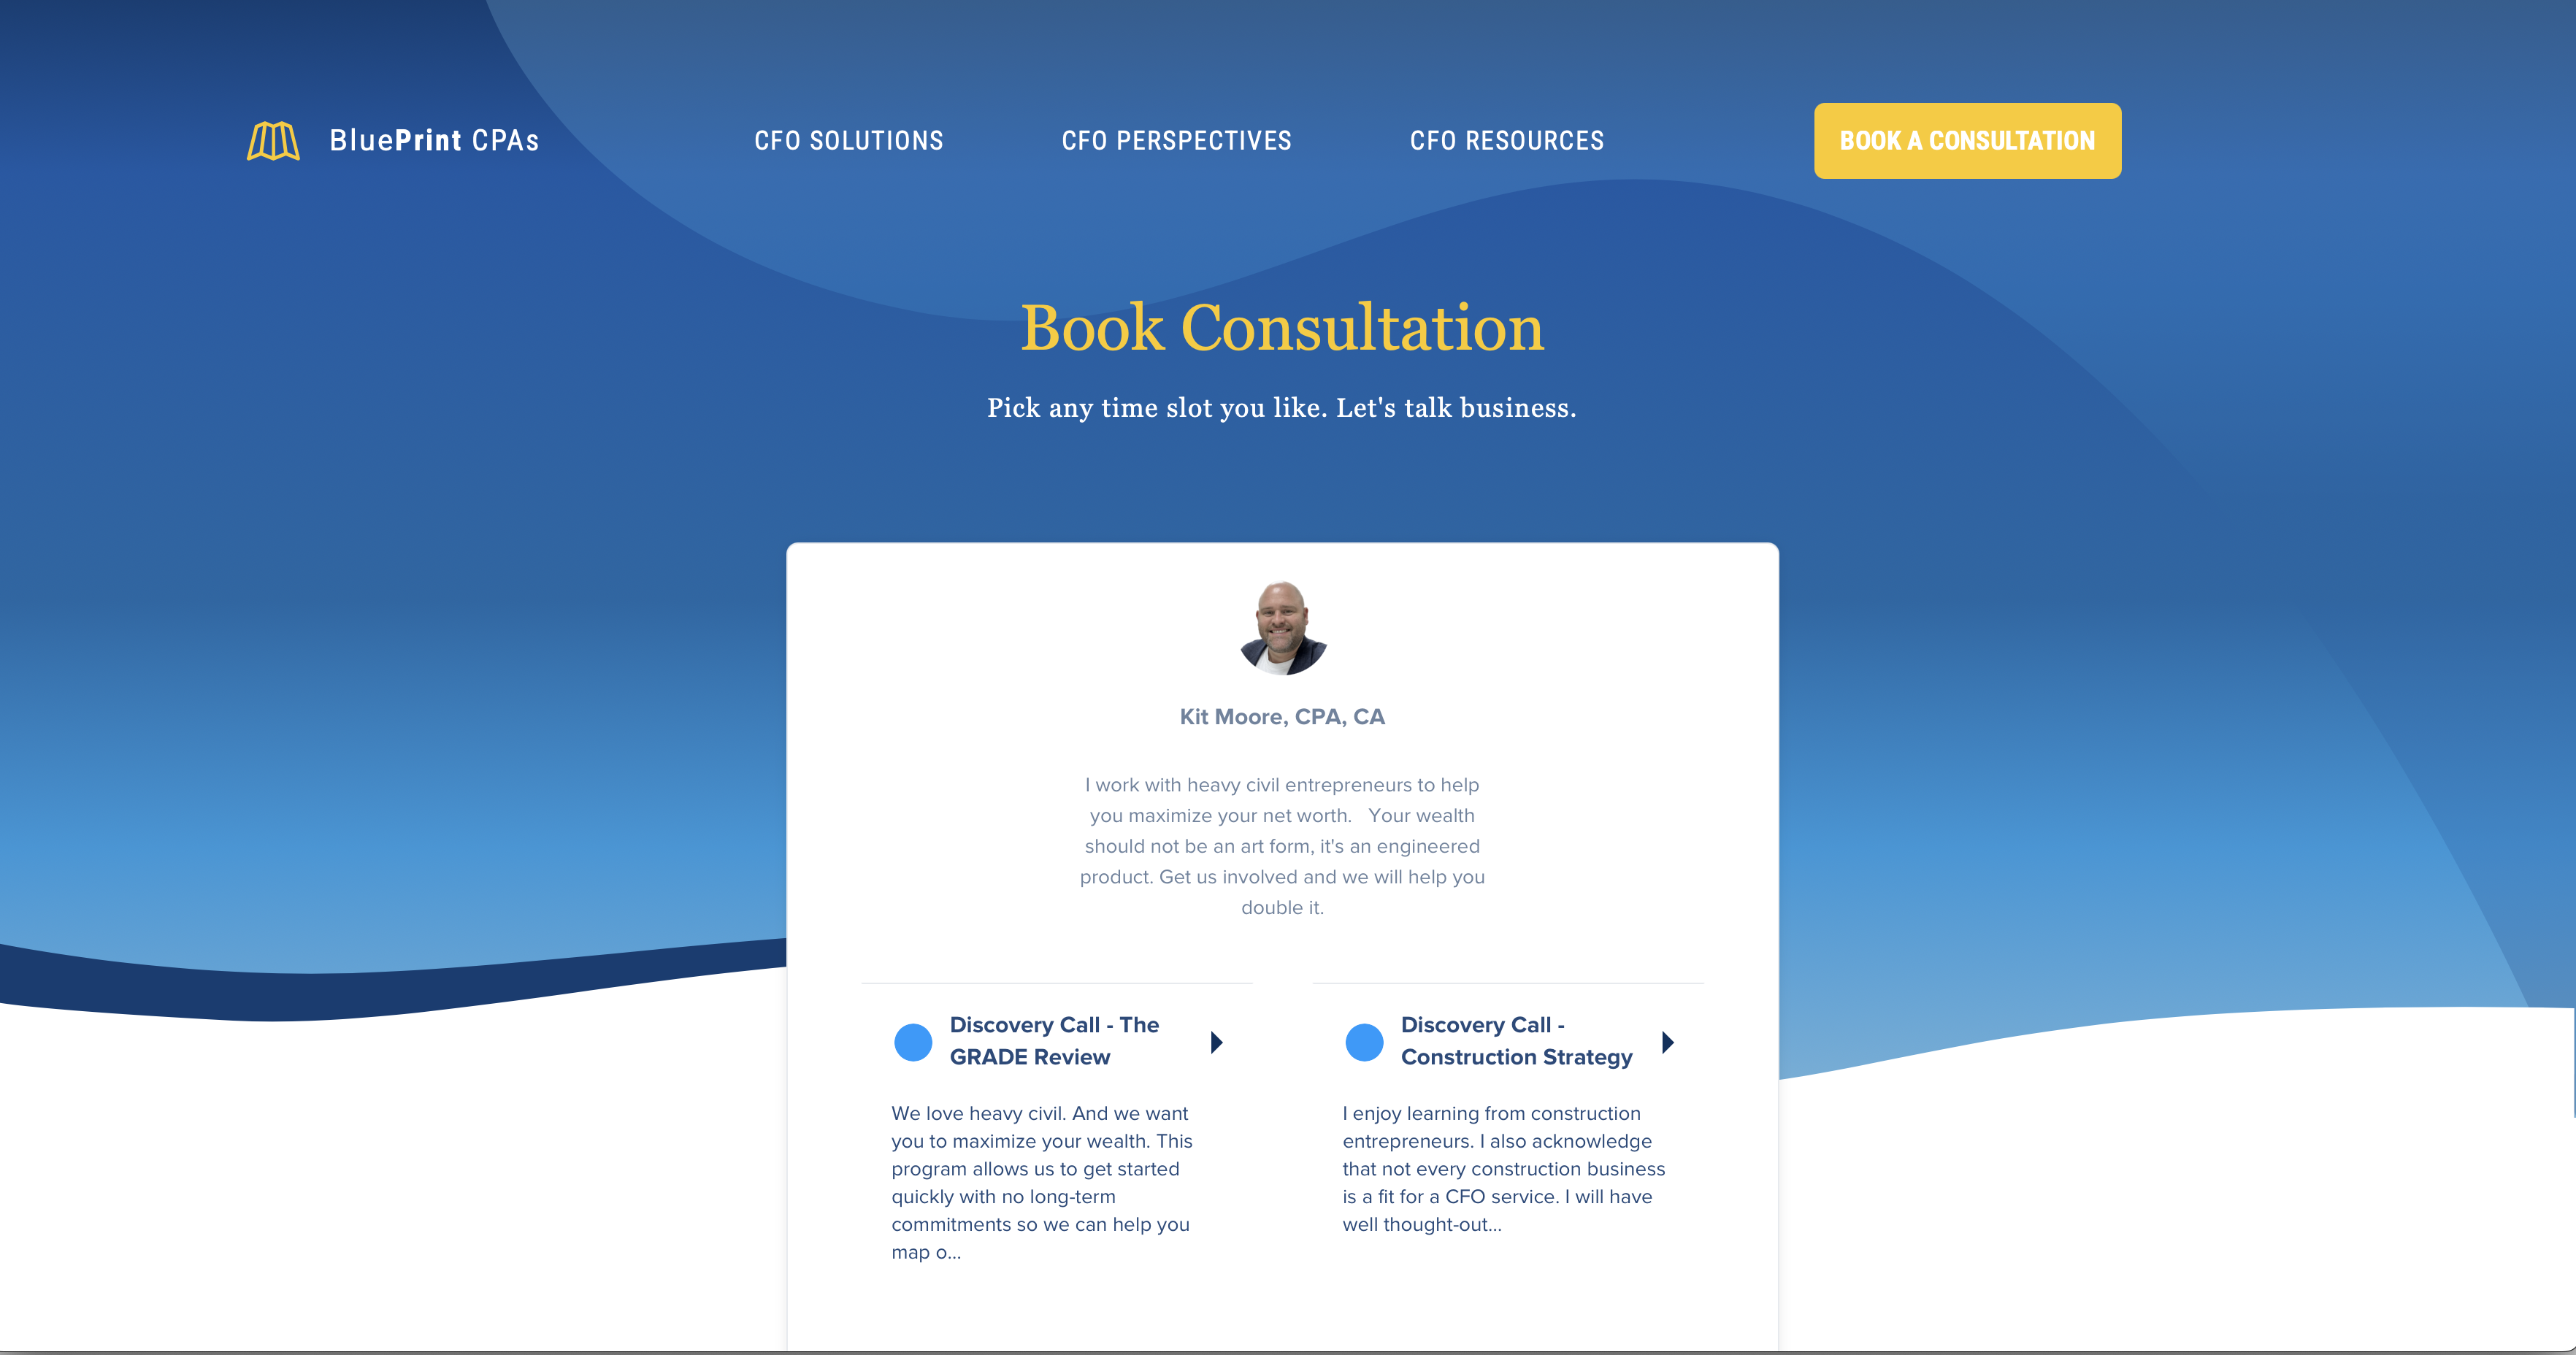 BluePrint CPAs
CFO SOLUTIONS
CFO PERSPECTIVES
CFO RESOURCES
BOOK A CONSULTATION
Book Consultation
Pick any time slot you like. Let's talk business.
Kit Moore, CPA, CA
I work with heavy civil entrepreneurs to help
you maximize your net worth.   Your wealth
should not be an art form, it's an engineered
product. Get us involved and we will help you
double it.
Discovery Call - The
GRADE Review
We love heavy civil. And we want
you to maximize your wealth. This
program allows us to get started
quickly with no long-term
commitments so we can help you
map o...
Discovery Call -
Construction Strategy
I enjoy learning from construction
entrepreneurs. I also acknowledge
that not every construction business
is a fit for a CFO service. I will have
well thought-out...